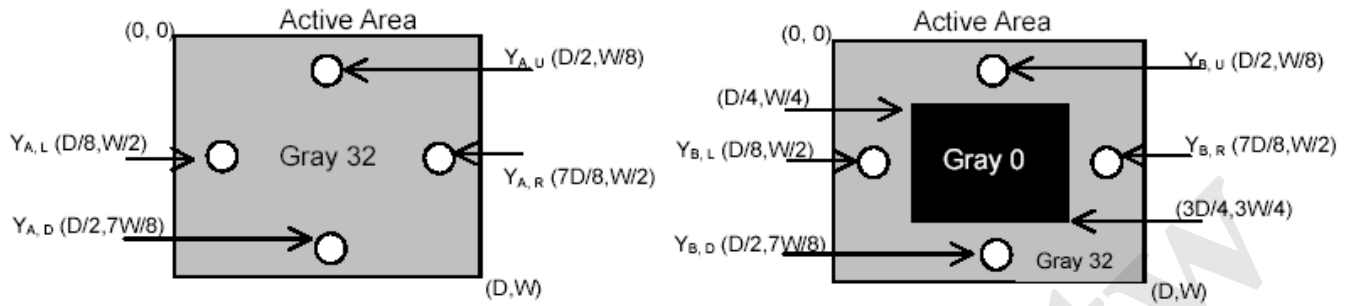 Active Area
(0, 0)
Y_A, U (D/2,W/8)
Y_A, L (D/8,W/2)
Gray 32
Y_A, R (7D/8,W/2)
Y_A, D (D/2,7W/8)
(D,W)
Active Area
(0, 0)
Y_B, U (D/2,W/8)
(D/4,W/4)
Y_B, L (D/8,W/2)
Gray 0
Y_B, R (7D/8,W/2)
(3D/4,3W/4)
Y_B, D (D/2,7W/8)
Gray 32
(D,W)